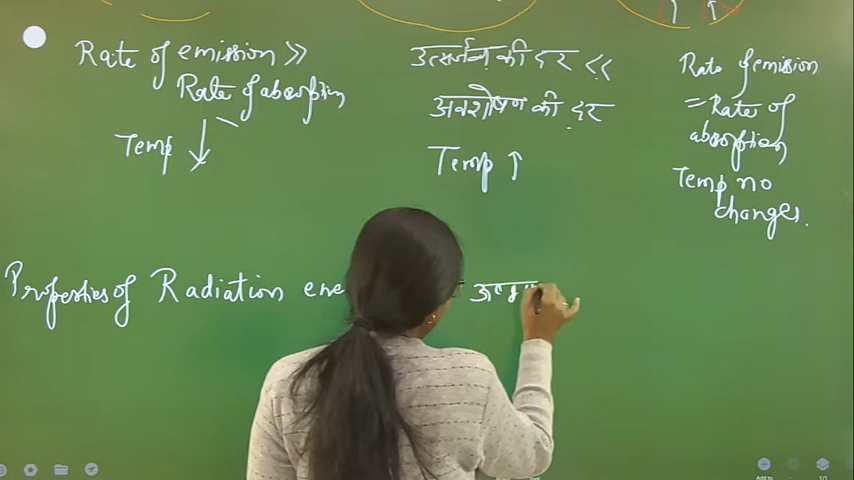 Rate of emission >>
Rate of absorption
Temp ↓
उत्सर्जन की दर <<
अवशोषण की दर
Temp ↑
Rate of emission
= Rate of
absorption
Temp no
changes.
Properties of Radiation ene